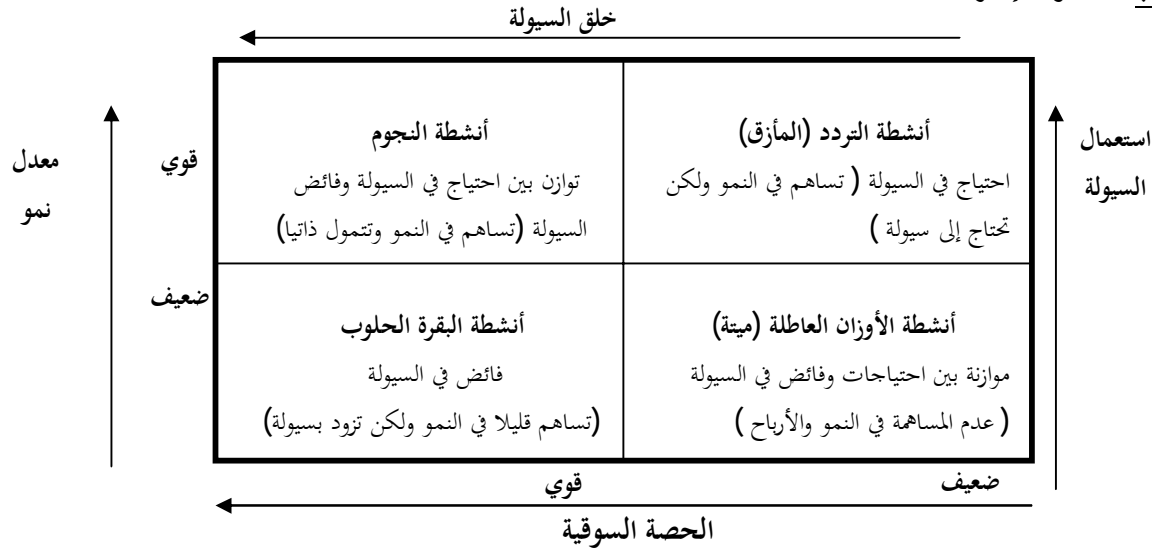 خلق السيولة
استعمال
السيولة
أنشطة التردد (المأزق)
احتياج في السيولة ( تساهم في النمو ولكن
تحتاج إلى سيولة )
أنشطة النجوم
توازن بين احتياج في السيولة وفائض
السيولة (تساهم في النمو وتتمول ذاتيا)
قوي
معدل
نمو
ضعيف
أنشطة الأوزان العاطلة (ميتة)
موازنة بين احتياجات وفائض في السيولة
( عدم المساهمة في النمو والأرباح )
أنشطة البقرة الحلوب
فائض في السيولة
(تساهم قليلا في النمو ولكن تزود بسيولة)
ضعيف
قوي
الحصة السوقية